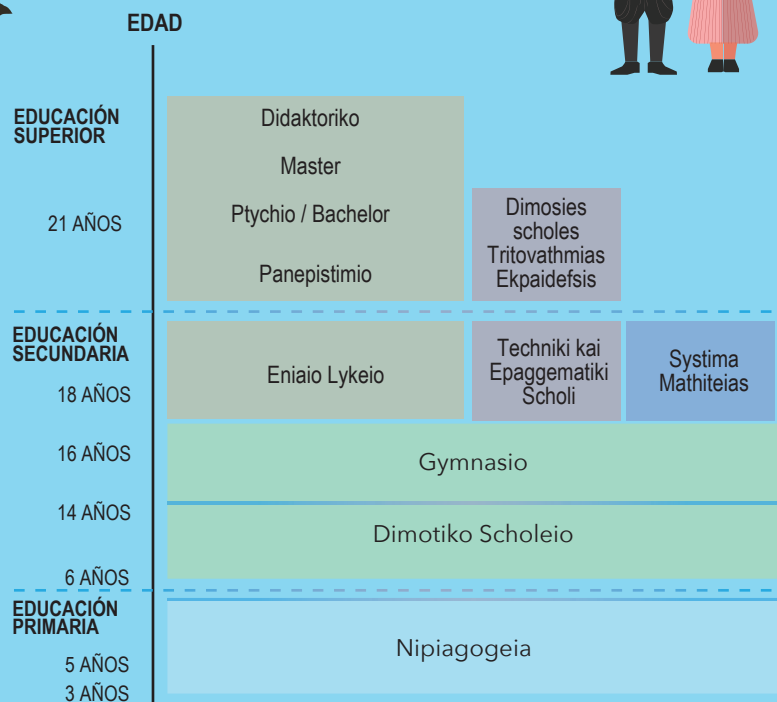 EDAD
EDUCACIÓN
SUPERIOR
21 AÑOS
Didaktoriko
Master
Ptychio / Bachelor
Panepistimio
Dimosies
scholes
Tritovathmias
Ekpaidefsis
EDUCACIÓN
SECUNDARIA
18 AÑOS
Eniaio Lykeio
Techniki kai
Epaggematiki
Scholi
Systima
Mathiteias
16 AÑOS
Gymnasio
14 AÑOS
Dimotiko Scholeio
6 AÑOS
EDUCACIÓN
PRIMARIA
Nipiagogeia
5 AÑOS
3 AÑOS